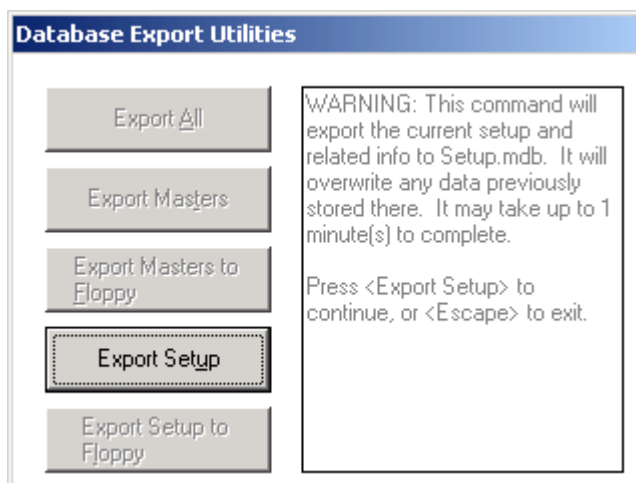 Database Export Utilities
Export All
Export Masters
Export Masters to
Floppy
Export Setup
Export Setup to
Floppy
WARNING: This command will
export the current setup and
related info to Setup.mdb.  It will
overwrite any data previously
stored there.  It may take up to 1
minute(s) to complete.
Press <Export Setup> to
continue, or <Escape> to exit.